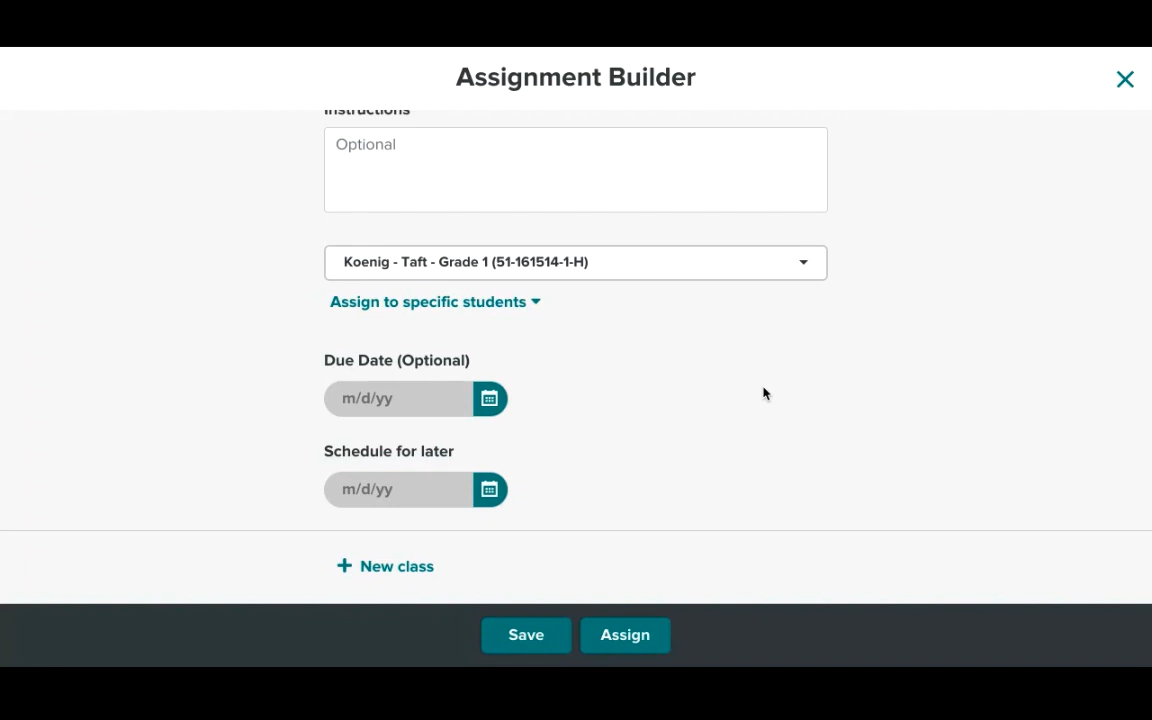 Assignment Builder
Instructions
Optional
Koenig - Taft - Grade 1 (51-161514-1-H)
Assign to specific students
Due Date (Optional)
m/d/yy
Schedule for later
m/d/yy
New class
Save
Assign